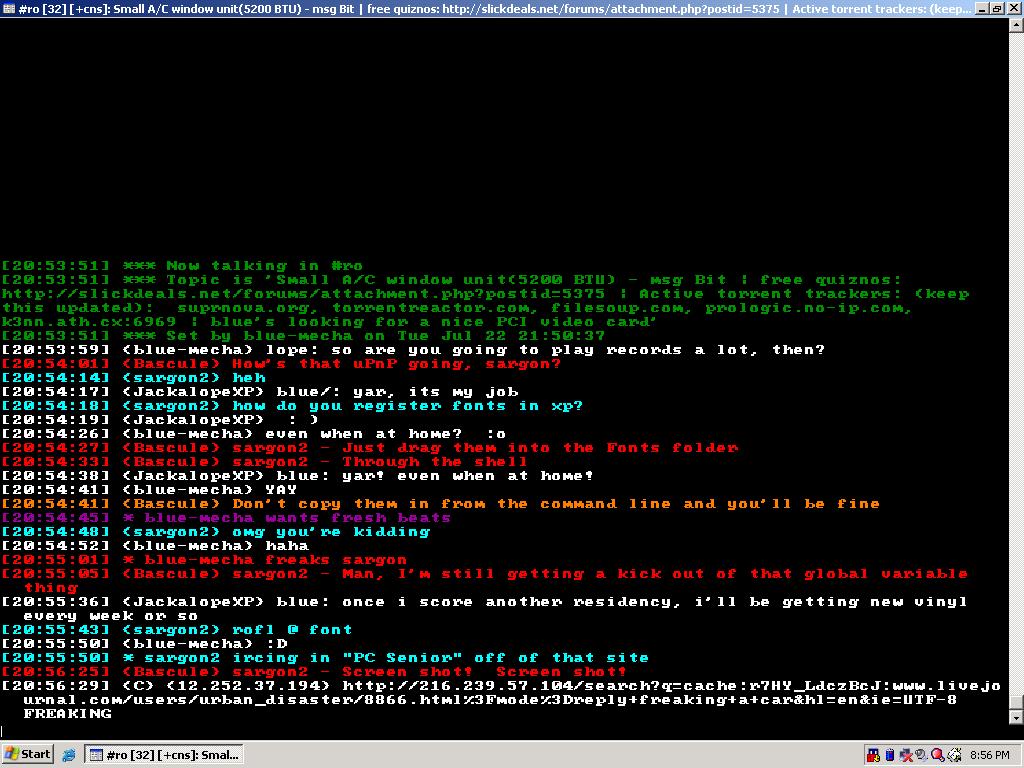 #ro [32] [+cns]: Small A/C window unit(5200 BTU) - msg Bit | free quiznos: http://slickdeals.net/forums/attachment.php?postid=5375 | Active torrent trackers: (keep...
[20:53:51] *** Now talking in #ro
[20:53:51] *** Topic is 'Small A/C window unit(5200 BTU) - msg Bit | free quiznos:
http://slickdeals.net/forums/attachment.php?postid=5375 | Active torrent trackers: (keep
this updated):  suprnova.org, torrentreactor.com, filesoup.com, prologic.no-ip.com,
k3nn.ath.cx:6969 | blue's looking for a nice PCI video card'
[20:53:51] *** Set by blue-mecha on Tue Jul 22 21:50:37
[20:53:59] (blue-mecha) lope: so are you going to play records a lot, then?
[20:54:01] (Bascule) How's that uPnP going, sargon?
[20:54:14] (sargon2) heh
[20:54:17] (JackalopeXP) blue/: yar, its my job
[20:54:18] (sargon2) how do you register fonts in xp?
[20:54:19] (JackalopeXP)  : )
[20:54:26] (blue-mecha) even when at home?  :o
[20:54:27] (Bascule) sargon2 - Just drag them into the Fonts folder
[20:54:33] (Bascule) sargon2 - Through the shell
[20:54:38] (JackalopeXP) blue: yar! even when at home!
[20:54:41] (blue-mecha) YAY
[20:54:41] (Bascule) Don't copy them in from the command line and you'll be fine
[20:54:45] * blue-mecha wants fresh beats
[20:54:48] (sargon2) omg you're kidding
[20:54:52] (blue-mecha) haha
[20:55:01] * blue-mecha freaks sargon
[20:55:05] (Bascule) sargon2 - Man, I'm still getting a kick out of that global variable
thing
[20:55:36] (JackalopeXP) blue: once i score another residency, i'll be getting new vinyl
every week or so
[20:55:43] (sargon2) rofl @ font
[20:55:50] (blue-mecha) :D
[20:55:50] * sargon2 ircing in "PC Senior" off of that site
[20:56:25] (Bascule) sargon2 - Screen shot!  Screen shot!
[20:56:29] (C) (12.252.37.194) http://216.239.57.104/search?q=cache:r7HY_LdczBcJ:www.livejo
urnal.com/users/urban_disaster/8866.html%3Fmode%3Dreply+freaking+a+car&hl=en&ie=UTF-8
FREAKING
Start
#ro [32] [+cns]: Smal...
8:56 PM